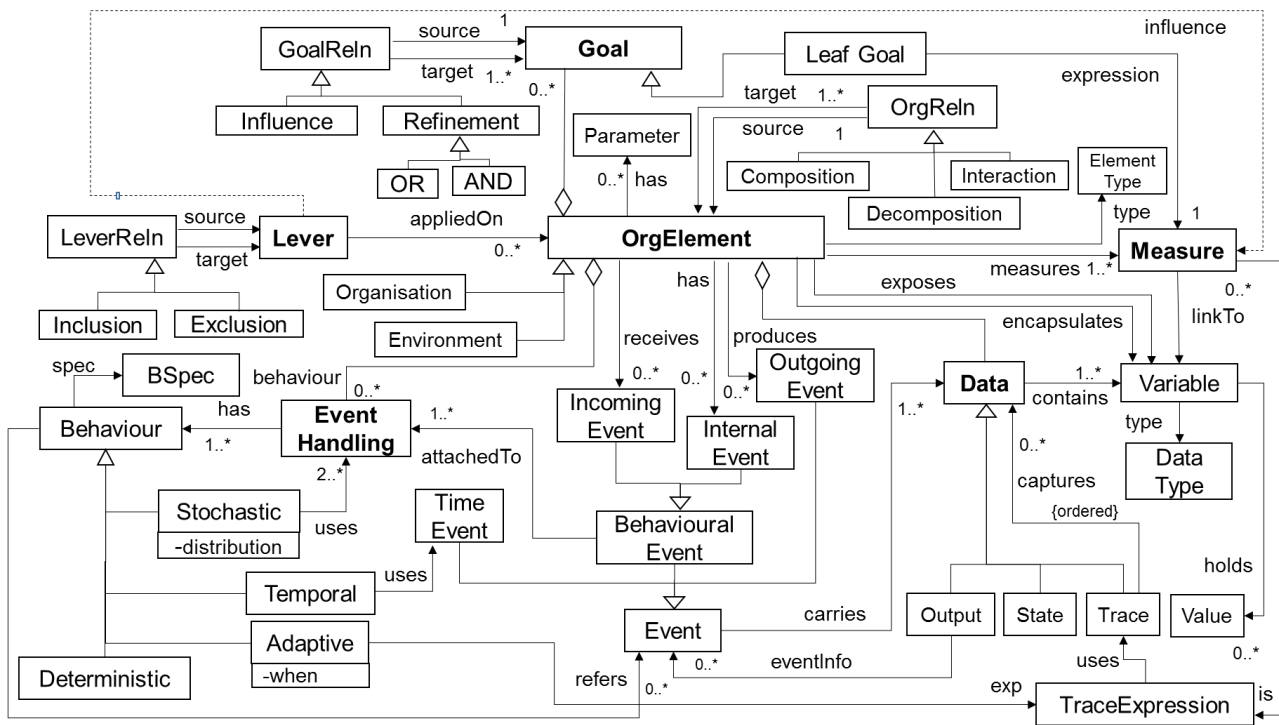 source
1
influence
GoalReln
Goal
Leaf Goal
target
1..*
0..*
expression
target
1..*
OrgReln
Influence
Refinement
Parameter
source
1
Composition
Interaction
Element
Type
OR
AND
0..*
has
Decomposition
type
1
source
appliedOn
LeverReln
Lever
OrgElement
Measure
target
0..*
measures
1..*
has
exposes
0..*
Organisation
Inclusion
Exclusion
Environment
receives
produces
encapsulates
linkTo
spec
BSpec
behaviour
0..*
0..*
0..*
0..*
Outgoing
Event
Data
1..*
contains
Variable
has
Behaviour
1..*
Event
Handling
1..*
Incoming
Event
Internal
Event
1..*
type
attachedTo
0..*
Data
Type
2..*
captures
Stochastic
-distribution
uses
Time
Event
Behavioural
Event
{ordered}
holds
uses
Temporal
carries
Output
State
Trace
Value
Adaptive
-when
Event
0..*
eventInfo
uses
0..*
Deterministic
refers
0..*
exp
TraceExpression
is